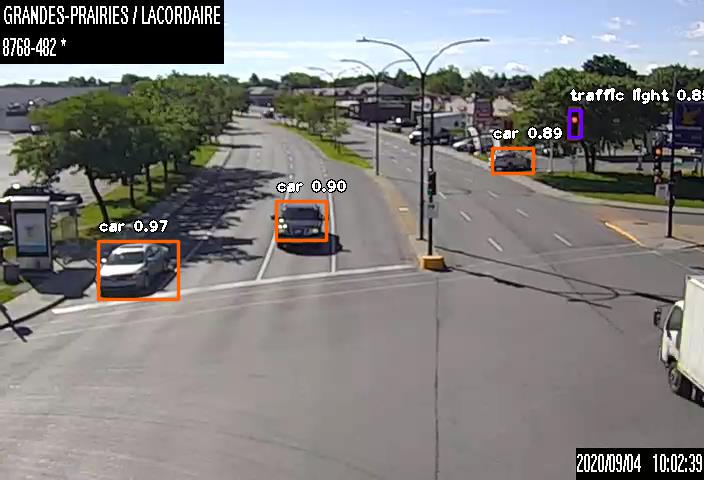 GRANDES-PRAIRIES / LACORDAIRE
8768-482 *
traffic light 0.8
car 0.89
car 0.90
car 0.97
2020/09/04 10:02:39